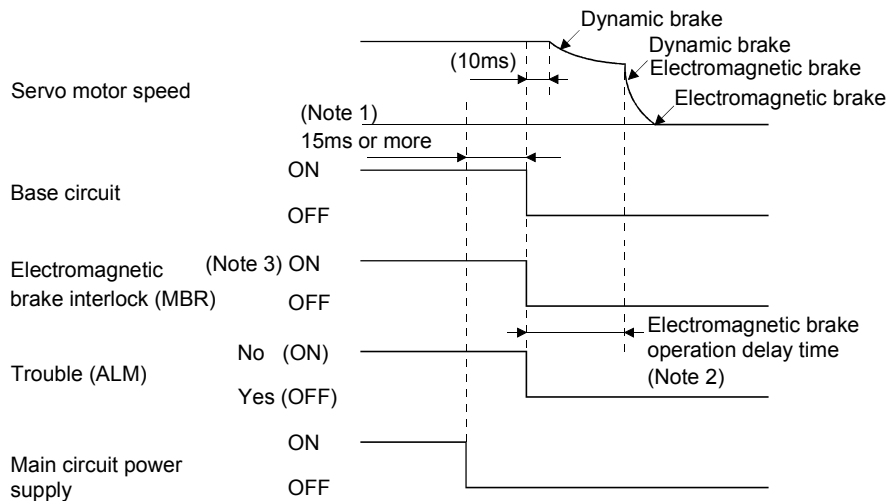 Dynamic brake
Dynamic brake
Electromagnetic brake
Electromagnetic brake
(10ms)
Servo motor speed
(Note 1)
15ms or more
ON
Base circuit
OFF
Electromagnetic
brake interlock (MBR)
(Note 3) ON
OFF
Electromagnetic brake
operation delay time
(Note 2)
No (ON)
Trouble (ALM)
Yes (OFF)
ON
Main circuit power
supply
OFF